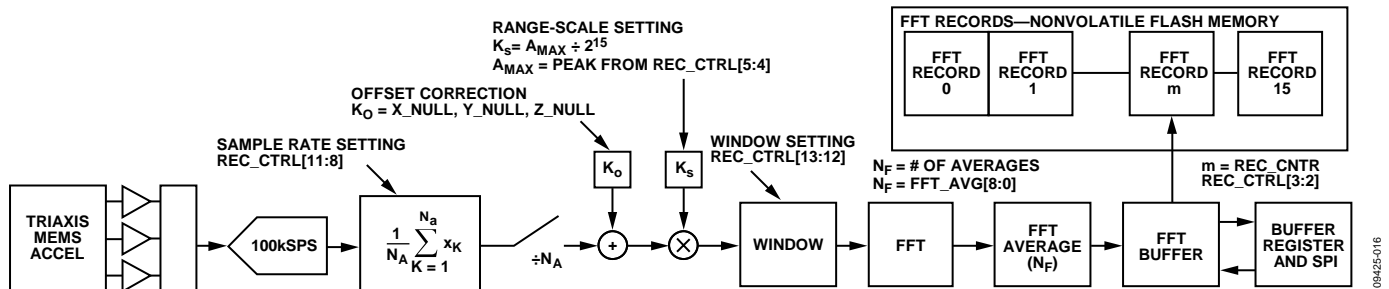 RANGE-SCALE SETTING
KS= AMAX ÷ 2^15
AMAX = PEAK FROM REC_CTRL[5:4]
OFFSET CORRECTION
KO = X_NULL, Y_NULL, Z_NULL
SAMPLE RATE SETTING
REC_CTRL[11:8]
WINDOW SETTING
REC_CTRL[13:12]
FFT RECORDS—NONVOLATILE FLASH MEMORY
FFT
RECORD
0
FFT
RECORD
1
FFT
RECORD
m
FFT
RECORD
15
NF = # OF AVERAGES
NF = FFT_AVG[8:0]
m = REC_CNTR
REC_CTRL[3:2]
TRIAXIS
MEMS
ACCEL
100kSPS
1/NA Na ∑ K = 1 xK
÷NA
Ko
+
Ks
×
WINDOW
FFT
FFT
AVERAGE
(NF)
FFT
BUFFER
BUFFER
REGISTER
AND SPI
09425-016